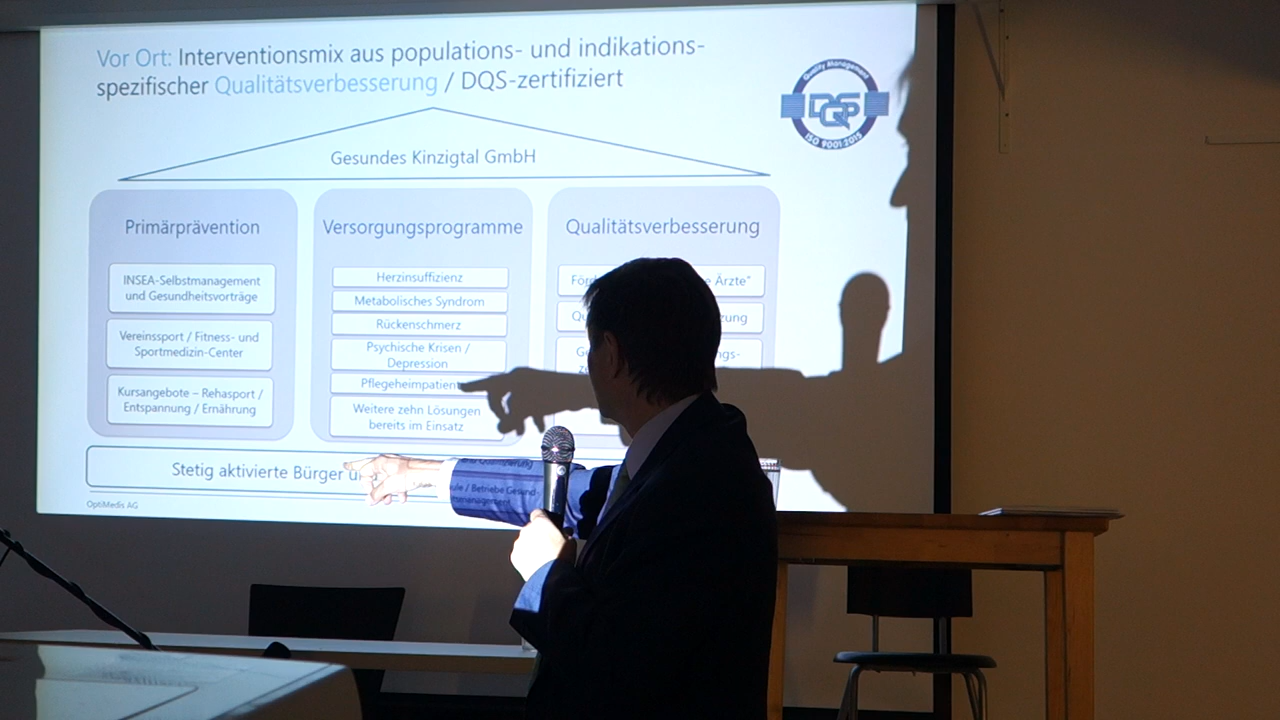 Vor Ort: Interventionsmix aus populations- und indikations-
spezifischer Qualitätsverbesserung / DQS-zertifiziert
Quality Management
DQS
ISO 9001:2015
Gesundes Kinzigtal GmbH
Primärprävention
INSEA-Selbstmanagement
und Gesundheitsvorträge
Vereinssport / Fitness- und
Sportmedizin-Center
Kursangebote – Rehasport /
Entspannung / Ernährung
Versorgungsprogramme
Herzinsuffizienz
Metabolisches Syndrom
Rückenschmerz
Psychische Krisen /
Depression
Weitere zehn Lösungen
bereits im Einsatz
Qualitätsverbesserung
Ärzte"
Stetig aktivierte Bürger
/ Betriebe
OptiMedis AG